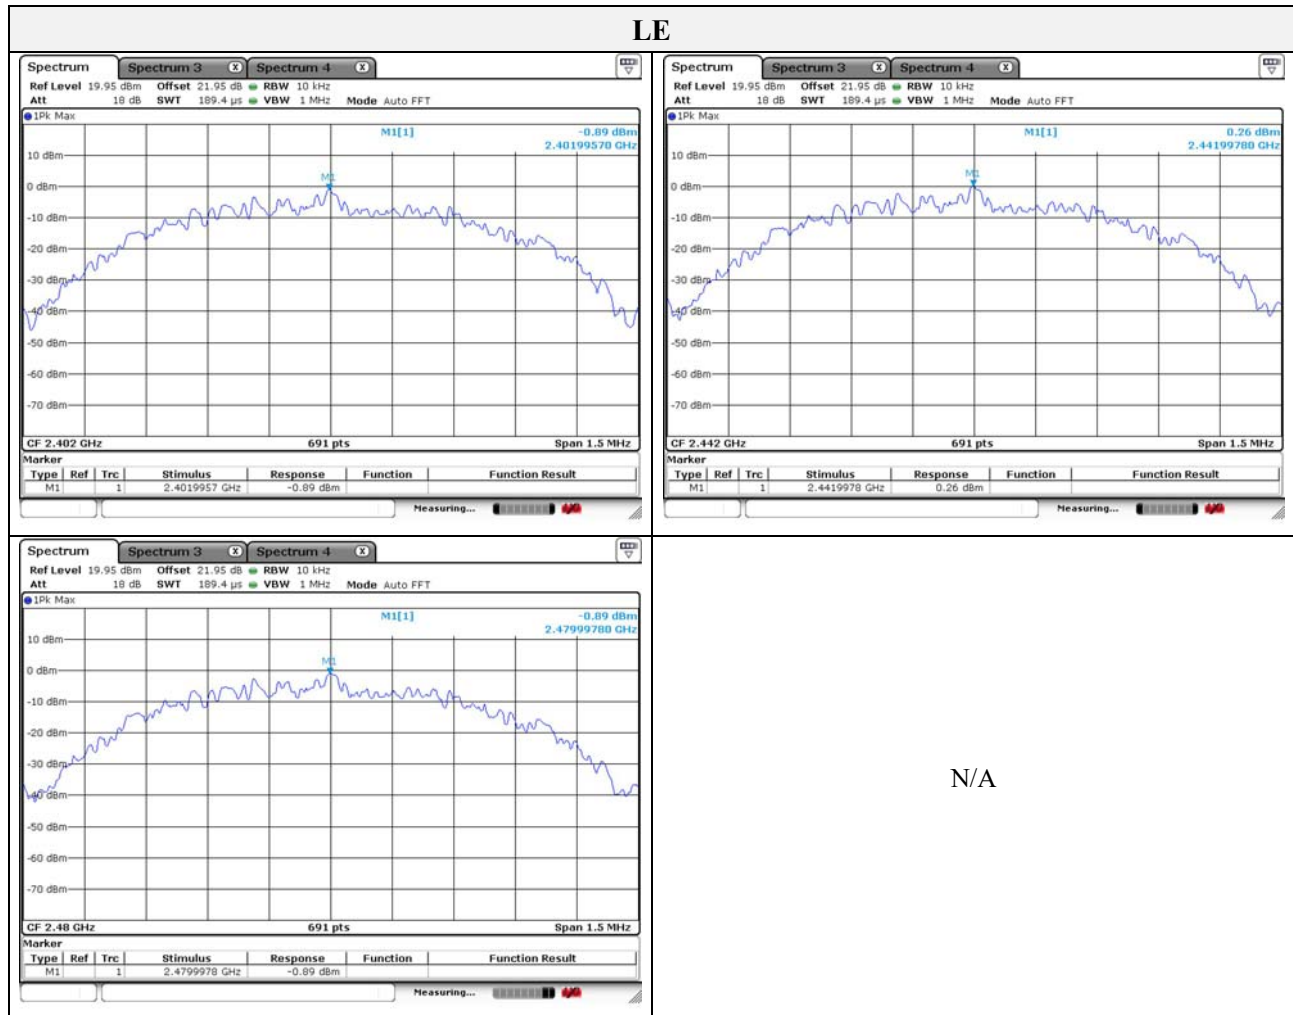 LE
Spectrum Spectrum 3 X Spectrum 4 X
Ref Level 19.95 dBm Offset 21.95 dB RBW 10 kHz
Att 18 dB SWT 189.4 µs VBW 1 MHz Mode Auto FFT
1Pk Max
M1[1] -0.89 dBm
2.40199570 GHz
M1
10 dBm
0 dBm
-10 dBm
-20 dBm
-30 dBm
-40 dBm
-50 dBm
-60 dBm
-70 dBm
CF 2.402 GHz 691 pts Span 1.5 MHz
Marker
Type Ref Trc Stimulus Response Function Function Result
M1 1 2.4019957 GHz -0.89 dBm
Measuring...
Spectrum Spectrum 3 X Spectrum 4 X
Ref Level 19.95 dBm Offset 21.95 dB RBW 10 kHz
Att 18 dB SWT 189.4 µs VBW 1 MHz Mode Auto FFT
1Pk Max
M1[1] 0.26 dBm
2.44199780 GHz
M1
10 dBm
0 dBm
-10 dBm
-20 dBm
-30 dBm
-40 dBm
-50 dBm
-60 dBm
-70 dBm
CF 2.442 GHz 691 pts Span 1.5 MHz
Marker
Type Ref Trc Stimulus Response Function Function Result
M1 1 2.4419978 GHz 0.26 dBm
Measuring...
Spectrum Spectrum 3 X Spectrum 4 X
Ref Level 19.95 dBm Offset 21.95 dB RBW 10 kHz
Att 18 dB SWT 189.4 µs VBW 1 MHz Mode Auto FFT
1Pk Max
M1[1] -0.89 dBm
2.47999780 GHz
M1
10 dBm
0 dBm
-10 dBm
-20 dBm
-30 dBm
-40 dBm
-50 dBm
-60 dBm
-70 dBm
CF 2.48 GHz 691 pts Span 1.5 MHz
Marker
Type Ref Trc Stimulus Response Function Function Result
M1 1 2.4799978 GHz -0.89 dBm
Measuring...
N/A